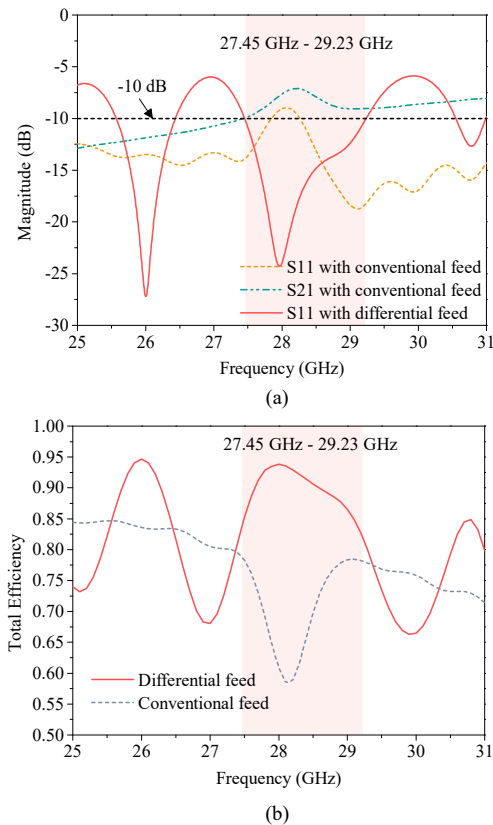 0
27.45 GHz - 29.23 GHz
-5
-10 dB
-10
-15
-20
-25
-30
Magnitude (dB)
S11 with conventional feed
S21 with conventional feed
S11 with differential feed
25 26 27 28 29 30 31
Frequency (GHz)
(a)
1.00
27.45 GHz - 29.23 GHz
0.95
0.90
0.85
0.80
0.75
0.70
0.65
0.60
0.55
0.50
Total Efficiency
Differential feed
Conventional feed
25 26 27 28 29 30 31
Frequency (GHz)
(b)